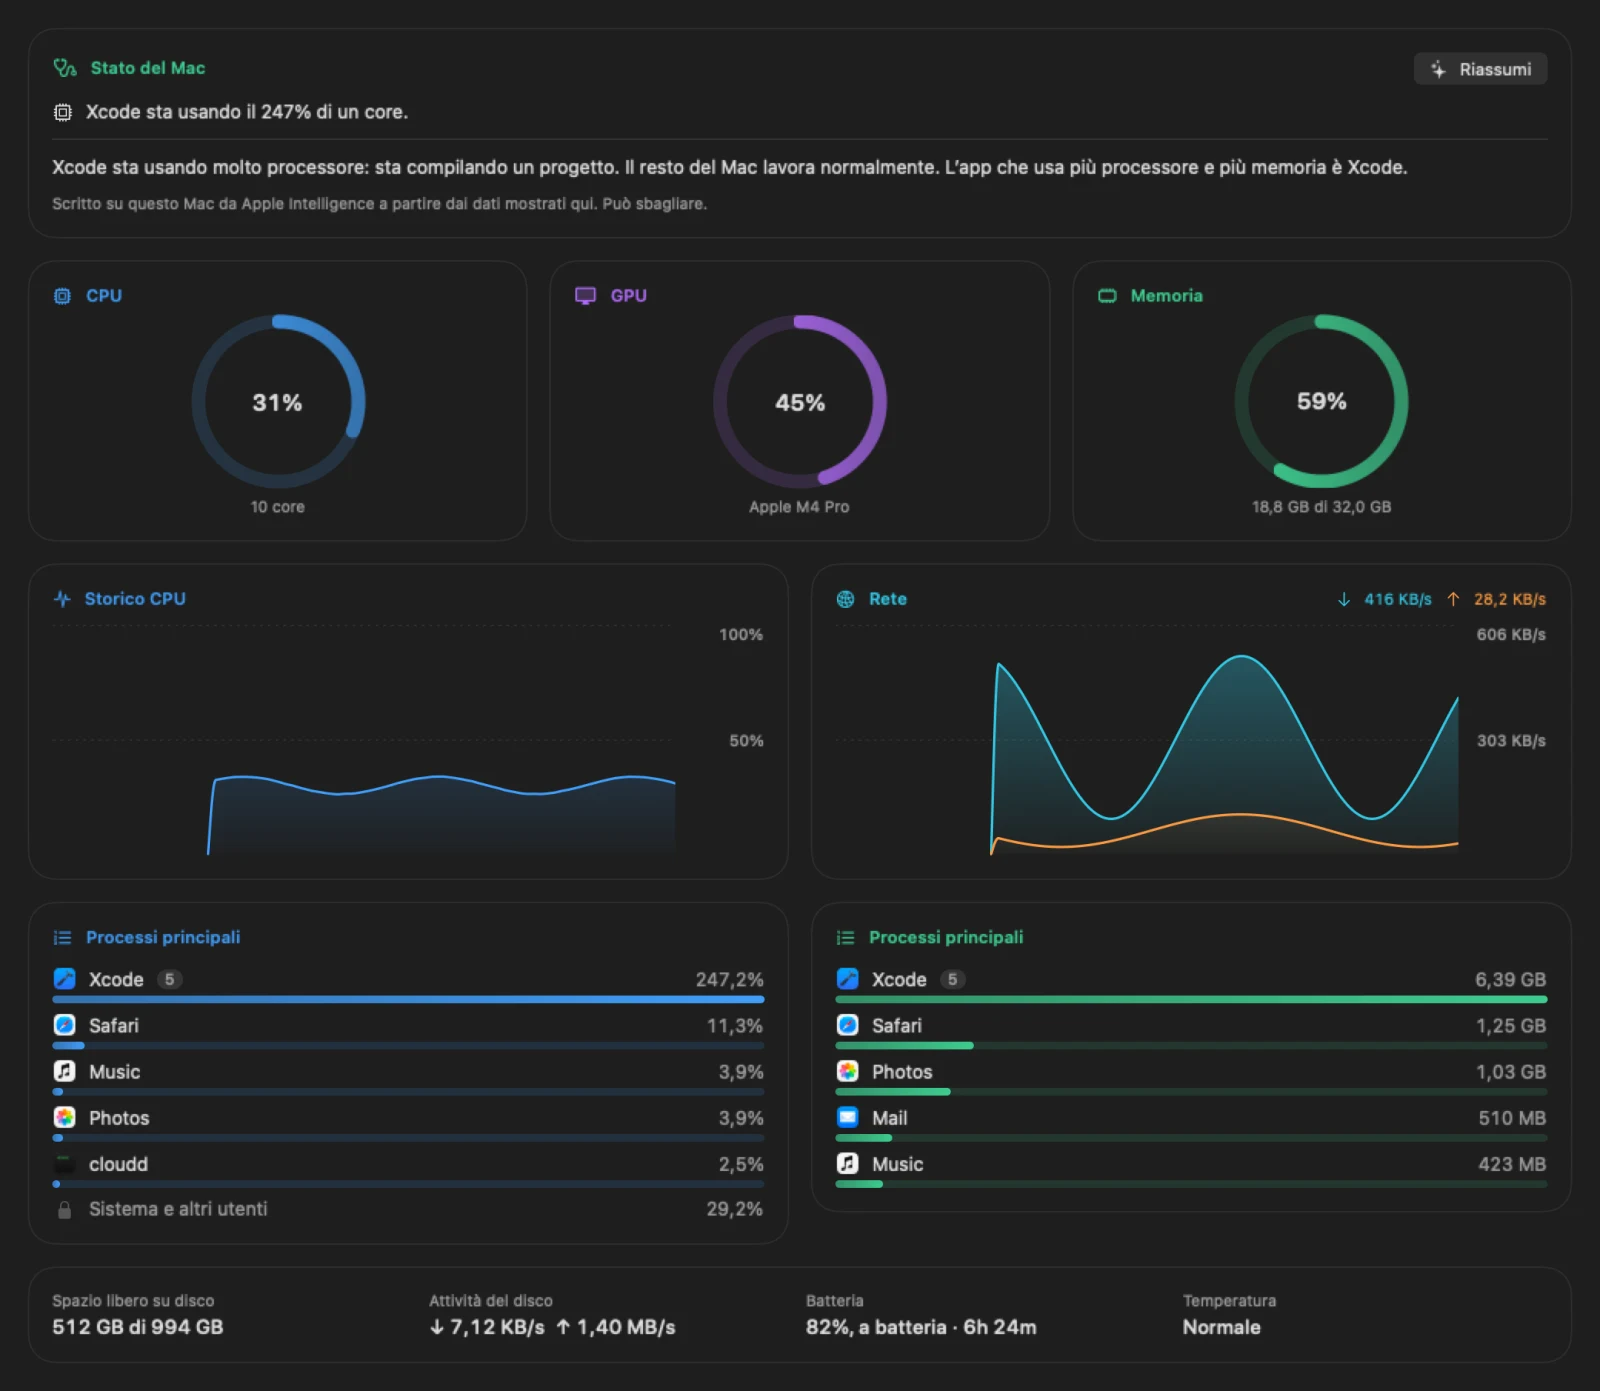 Stato del Mac
Riassumi
Xcode sta usando il 247% di un core.
Xcode sta usando molto processore: sta compilando un progetto. Il resto del Mac lavora normalmente. L'app che usa più processore e più memoria è Xcode.
Scritto su questo Mac da Apple Intelligence a partire dai dati mostrati qui. Può sbagliare.
CPU
31%
10 core
GPU
45%
Apple M4 Pro
Memoria
59%
18,8 GB di 32,0 GB
Storico CPU
100%
50%
Rete
↓ 416 KB/s ↑ 28,2 KB/s
606 KB/s
303 KB/s
Processi principali
Xcode 5 247,2%
Safari 11,3%
Music 3,9%
Photos 3,9%
cloudd 2,5%
Sistema e altri utenti 29,2%
Processi principali
Xcode 5 6,39 GB
Safari 1,25 GB
Photos 1,03 GB
Mail 510 MB
Music 423 MB
Spazio libero su disco
512 GB di 994 GB
Attività del disco
↓ 7,12 KB/s ↑ 1,40 MB/s
Batteria
82%, a batteria · 6h 24m
Temperatura
Normale